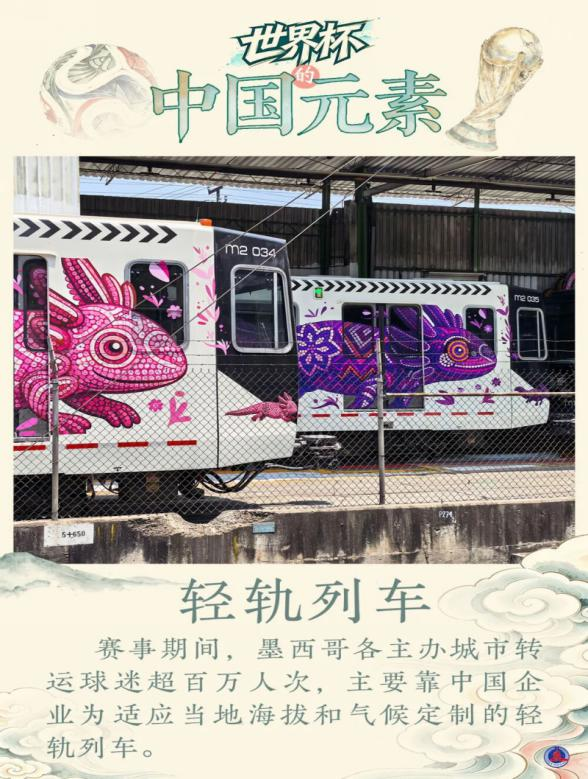 世界杯
的
中国元素
M2 034
M2 035
5+650
轻轨列车
赛事期间，墨西哥各主办城市转
运球迷超百万人次，主要靠中国企
业为适应当地海拔和气候定制的轻
轨列车。